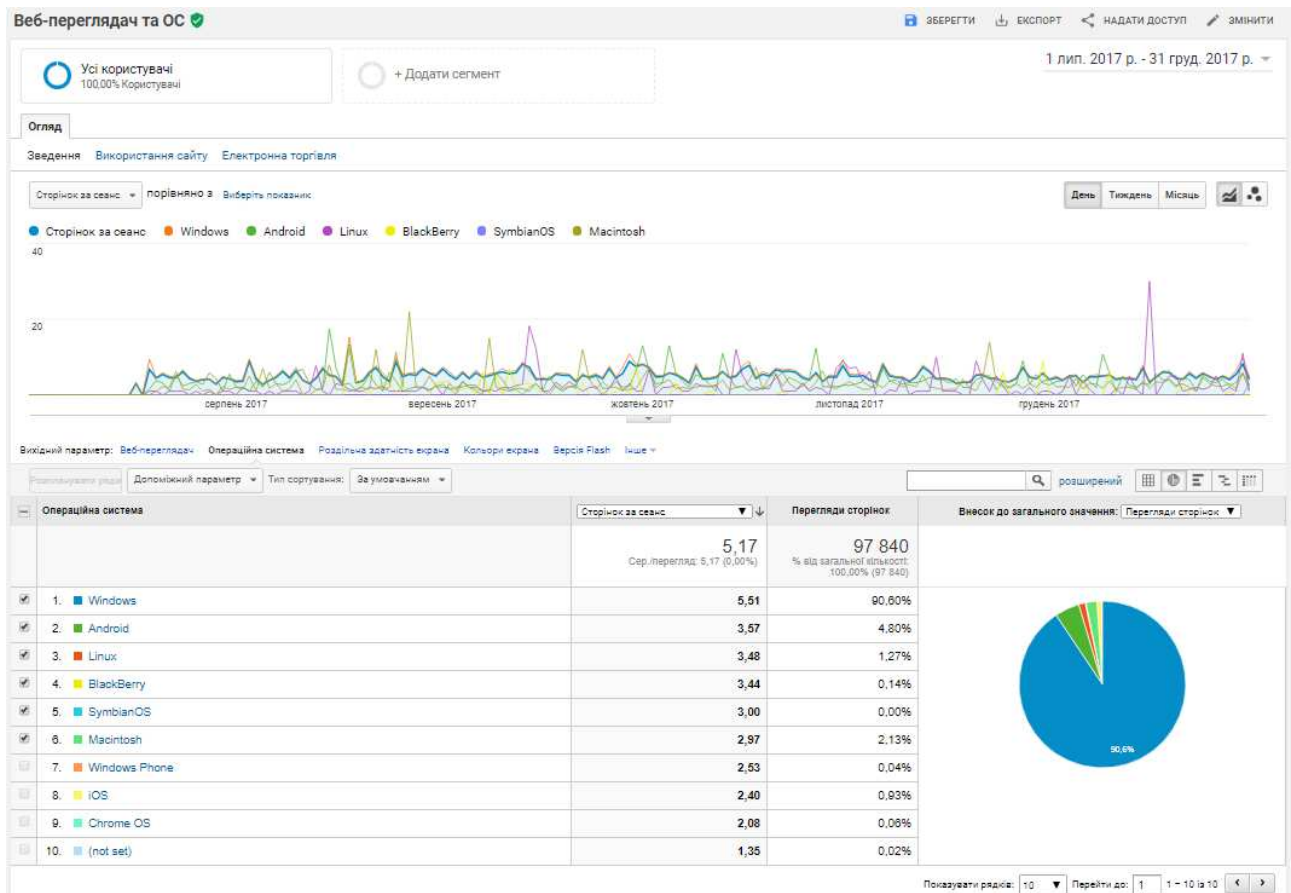 Веб-переглядач та ОС
ЗБЕРЕГТИ ЕКСПОРТ НАДАТИ ДОСТУП ЗМІНИТИ
Усі користувачі
100,00% Користувачі
+ Додати сегмент
1 лип. 2017 р. - 31 груд. 2017 р.
Огляд
Зведення Використання сайту Електронна торгівля
Сторінок за сеанс порівняно з Виберіть показник
День Тиждень Місяць
Сторінок за сеанс Windows Android Linux BlackBerry SymbianOS Macintosh
40
20
серпень 2017 вересень 2017 жовтень 2017 листопад 2017 грудень 2017
Вихідний параметр: Веб-переглядач Операційна система Роздільна здатність екрана Кольори екрана Версія Flash Інше
Допоміжний параметр Тип сортування: За умовчанням
розширений
Операційна система Сторінок за сеанс Перегляди сторінок Внесок до загального значення: Перегляди сторінок
5,17 97 840
Сер./перегляд: 5,17 (0,00%) % від загальної кількості: 100,00% (97 840)
1. Windows 5,51 90,60%
2. Android 3,57 4,80%
3. Linux 3,48 1,27%
4. BlackBerry 3,44 0,14%
5. SymbianOS 3,00 0,00%
6. Macintosh 2,97 2,13%
7. Windows Phone 2,53 0,04%
8. iOS 2,40 0,93%
9. Chrome OS 2,08 0,06%
10. (not set) 1,35 0,02%
90,6%
Показувати рядків: 10 Перейти до: 1 1 – 10 із 10